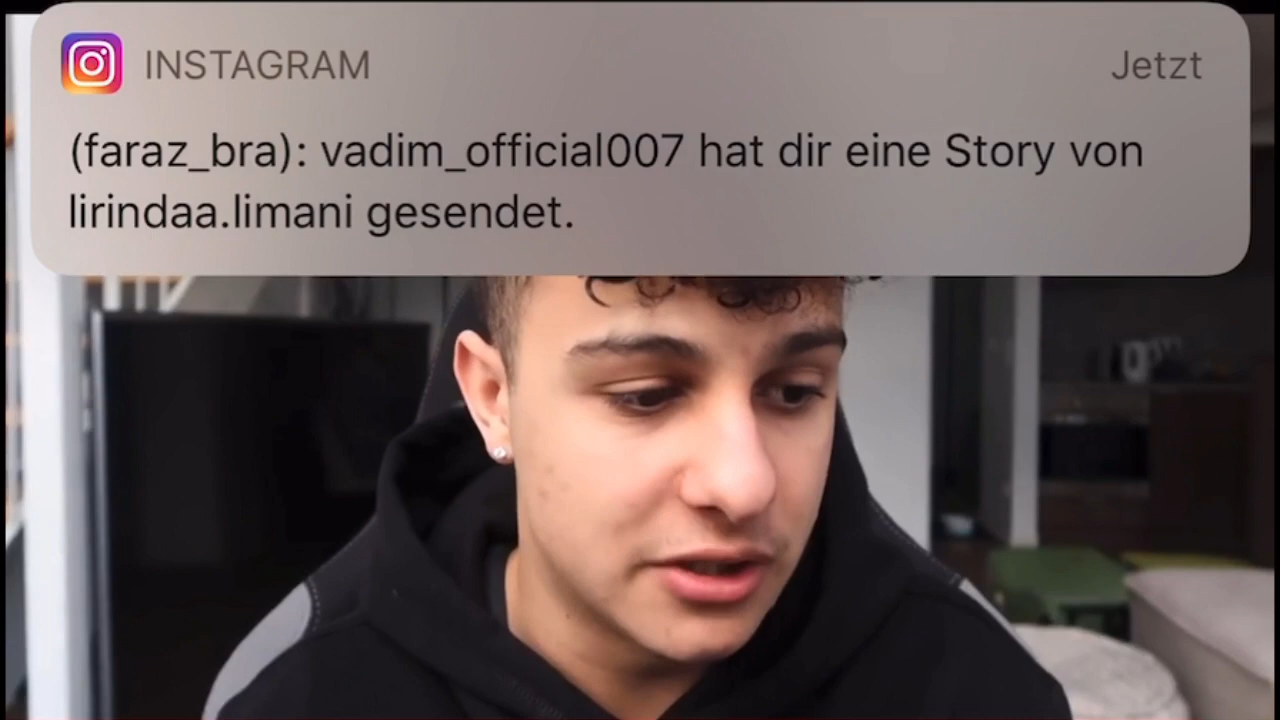 INSTAGRAM
Jetzt
(faraz_bra): vadim_official007 hat dir eine Story von
lirindaa.limani gesendet.